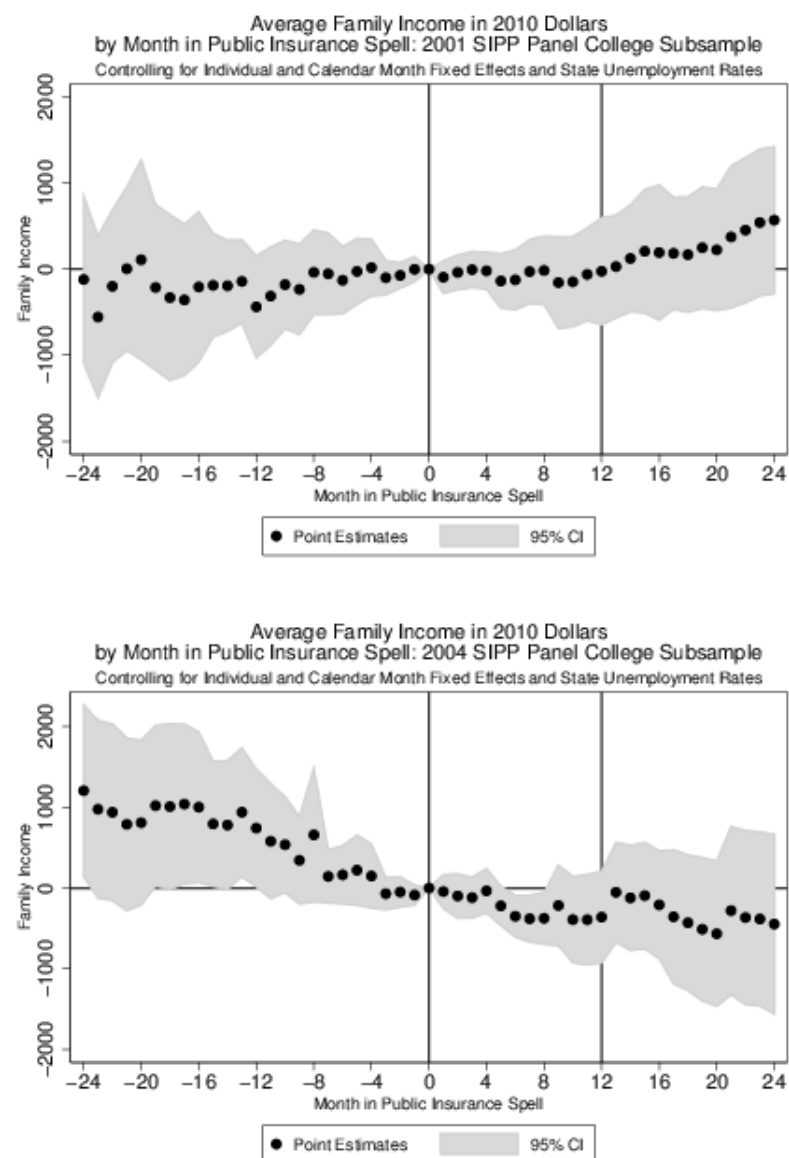 Average Family Income in 2010 Dollars
by Month in Public Insurance Spell: 2001 SIPP Panel College Subsample
Controlling for Individual and Calendar Month Fixed Effects and State Unemployment Rates
2000
1000
0
−1000
−2000
Family Income
−24 −20 −16 −12 −8 −4 0 4 8 12 16 20 24
Month in Public Insurance Spell
Point Estimates 95% CI
Average Family Income in 2010 Dollars
by Month in Public Insurance Spell: 2004 SIPP Panel College Subsample
Controlling for Individual and Calendar Month Fixed Effects and State Unemployment Rates
2000
1000
0
−1000
−2000
Family Income
−24 −20 −16 −12 −8 −4 0 4 8 12 16 20 24
Month in Public Insurance Spell
Point Estimates 95% CI